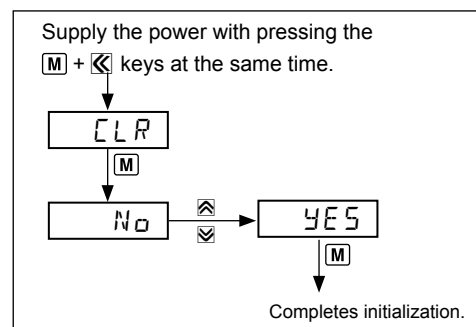 Supply the power with pressing the
M + « keys at the same time.
CLR
M
No
YES
M
Completes initialization.